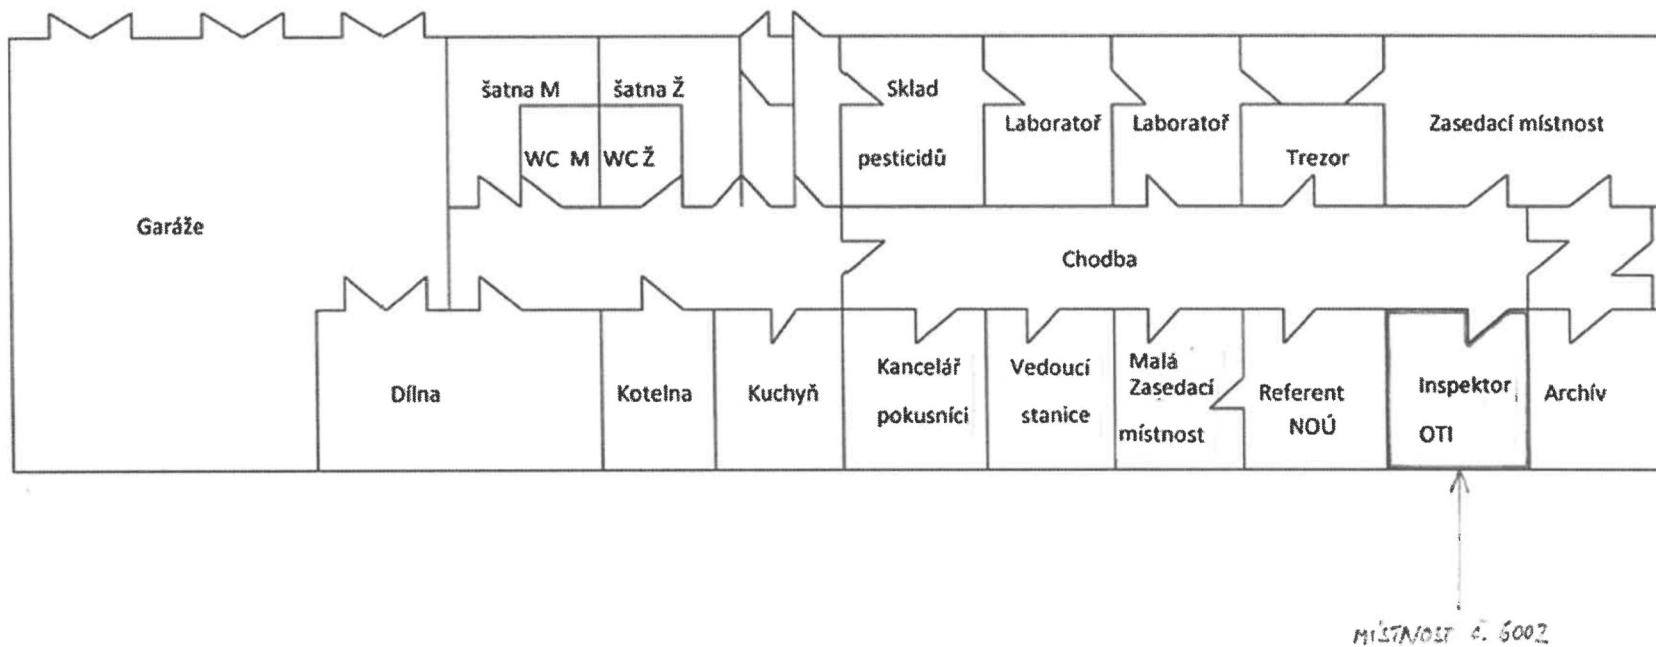 šatna M
šatna Ž
Sklad
pesticidů
Laboratoř
Laboratoř
Zasedací místnost
WC M
WC Ž
Trezor
Garáže
Chodba
Dílna
Kotelna
Kuchyň
Kancelář
pokusníci
Vedoucí
stanice
Malá
Zasedací
místnost
Referent
NOÚ
Inspektor
OTI
Archív
MÍSTNOST Č. 6002